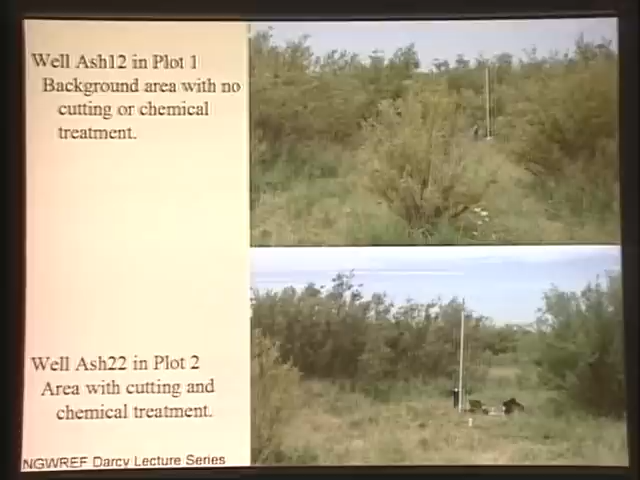 Well Ash12 in Plot 1
Background area with no
cutting or chemical
treatment.
Well Ash22 in Plot 2
Area with cutting and
chemical treatment.
NGWREF Darcy Lecture Series